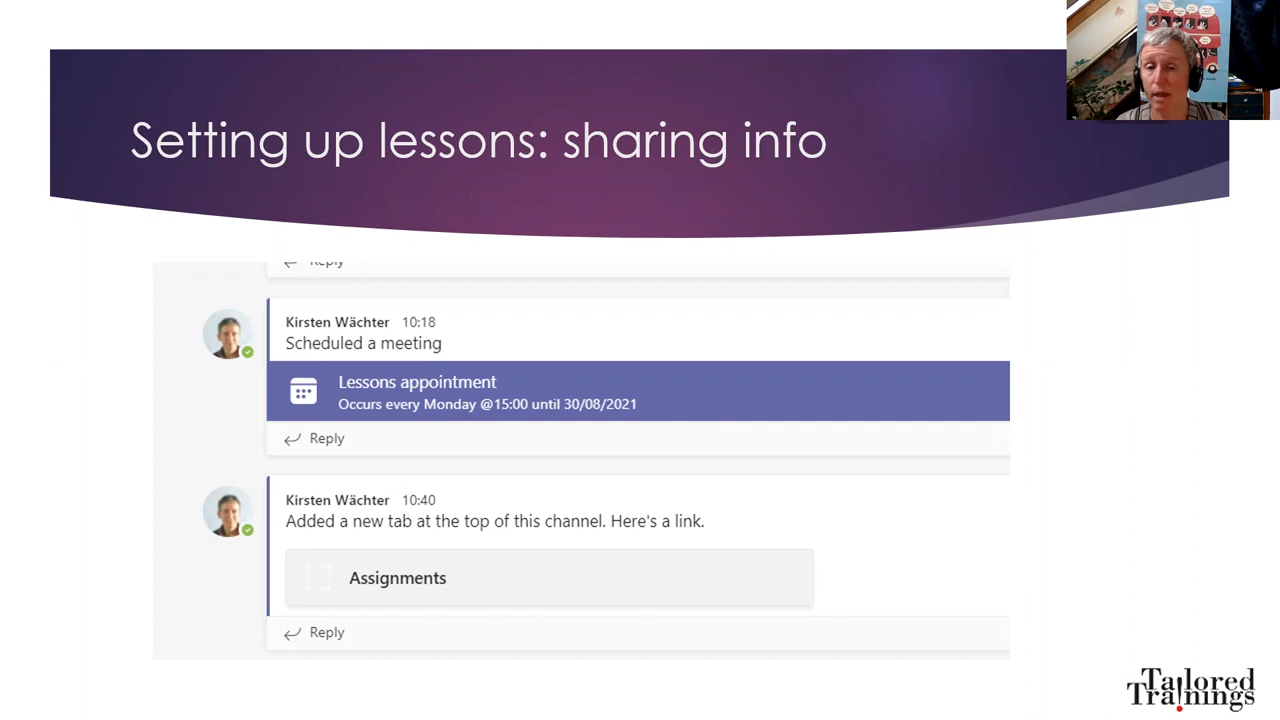 Setting up lessons: sharing info
Reply
Kirsten Wächter 10:18
Scheduled a meeting
Lessons appointment
Occurs every Monday @15:00 until 30/08/2021
Reply
Kirsten Wächter 10:40
Added a new tab at the top of this channel. Here's a link.
Assignments
Reply
Tailored
Trainings